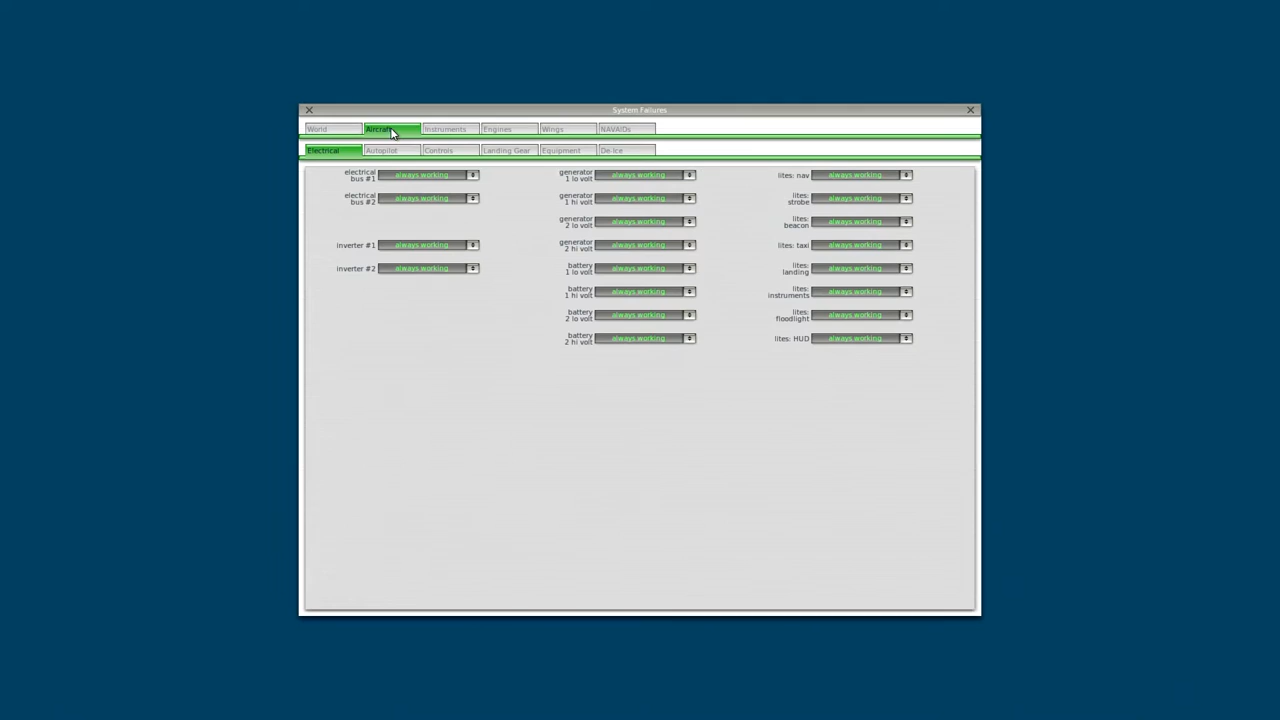 System Failures
World Aircraft Instruments Engines Wings NAVAIDs
Electrical Autopilot Controls Landing Gear Equipment De-Ice
electrical
bus #1
always working
electrical
bus #2
always working
inverter #1 always working
inverter #2 always working
generator
1 lo volt
always working
generator
1 hi volt
always working
generator
2 lo volt
always working
generator
2 hi volt
always working
battery
1 lo volt
always working
battery
1 hi volt
always working
battery
2 lo volt
always working
battery
2 hi volt
always working
lites: nav always working
lites:
strobe
always working
lites:
beacon
always working
lites: taxi always working
lites:
landing
always working
lites:
instruments
always working
lites:
floodlight
always working
lites: HUD always working